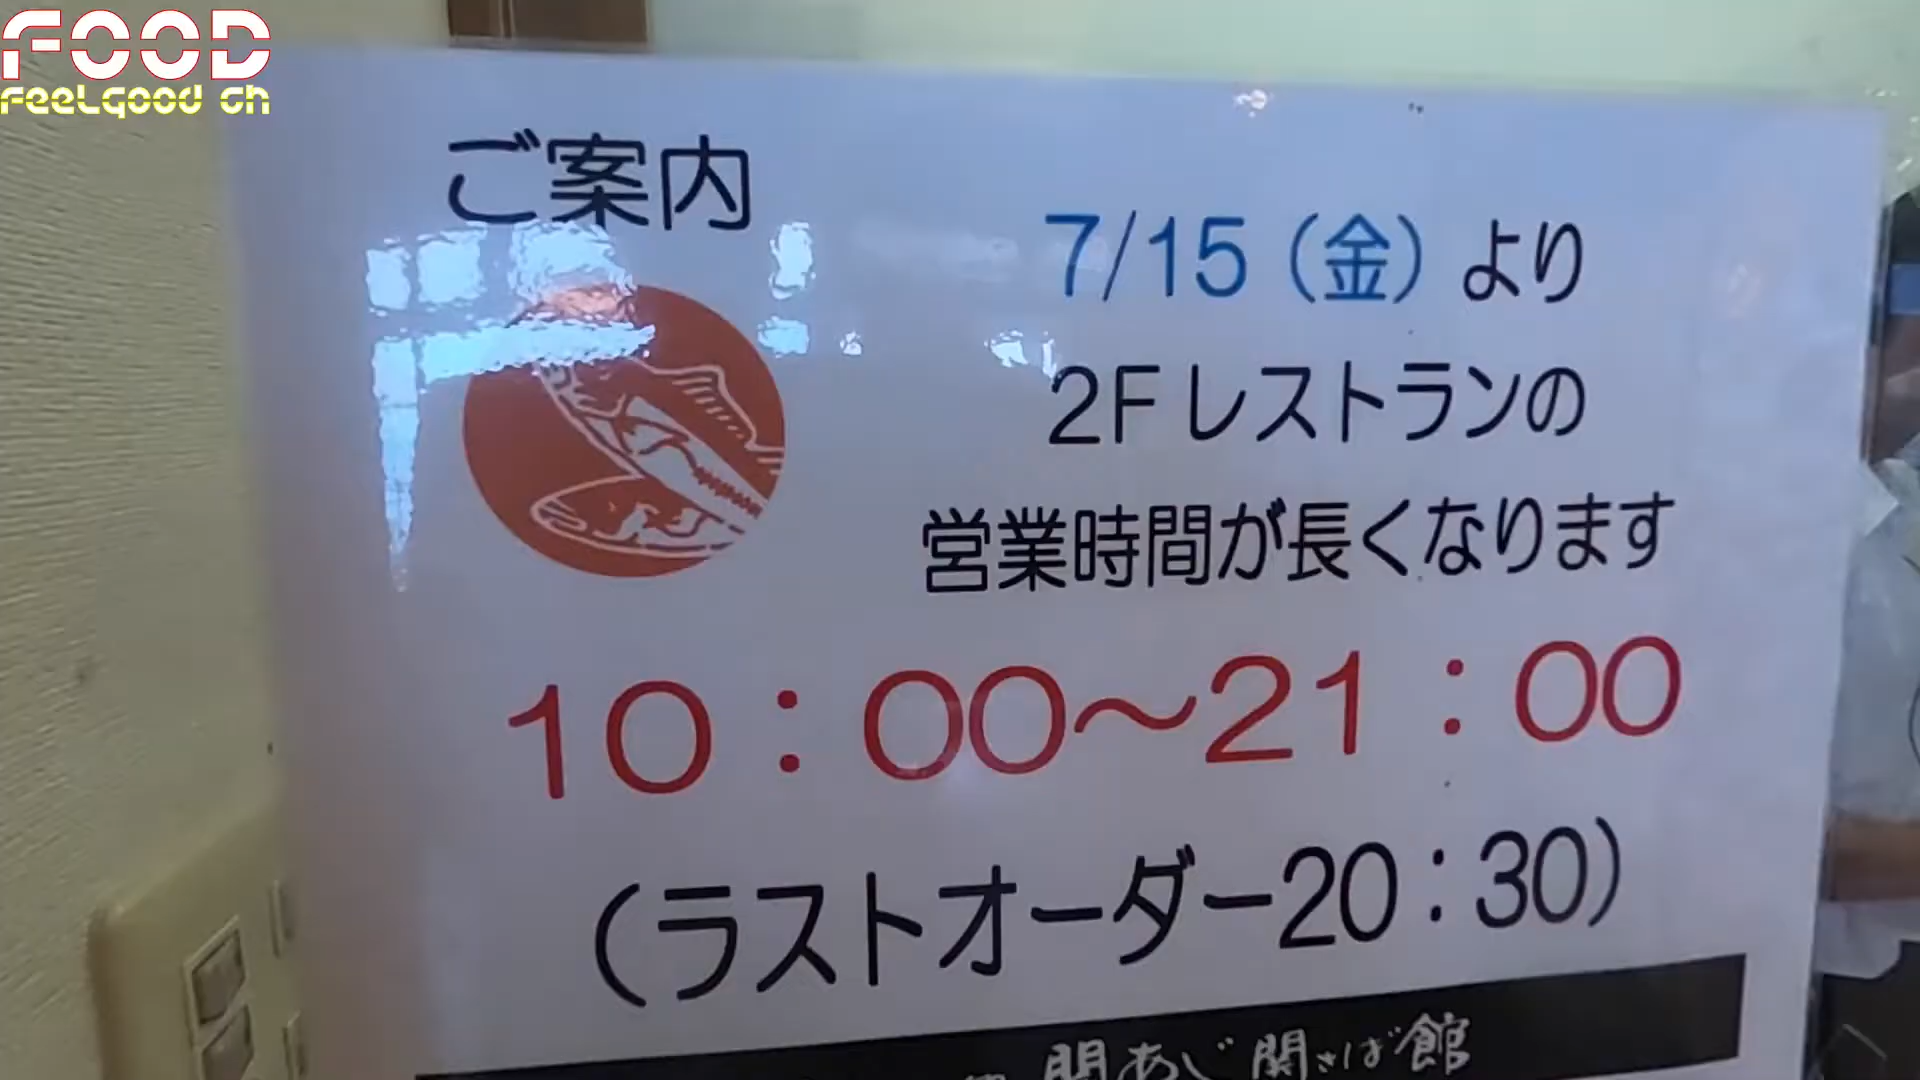 FOOD
FeeLgooD CH
ご案内
7/15（金）より
2Fレストランの
営業時間が長くなります
10：00～21：00
（ラストオーダー20：30）
関あじ関さば館